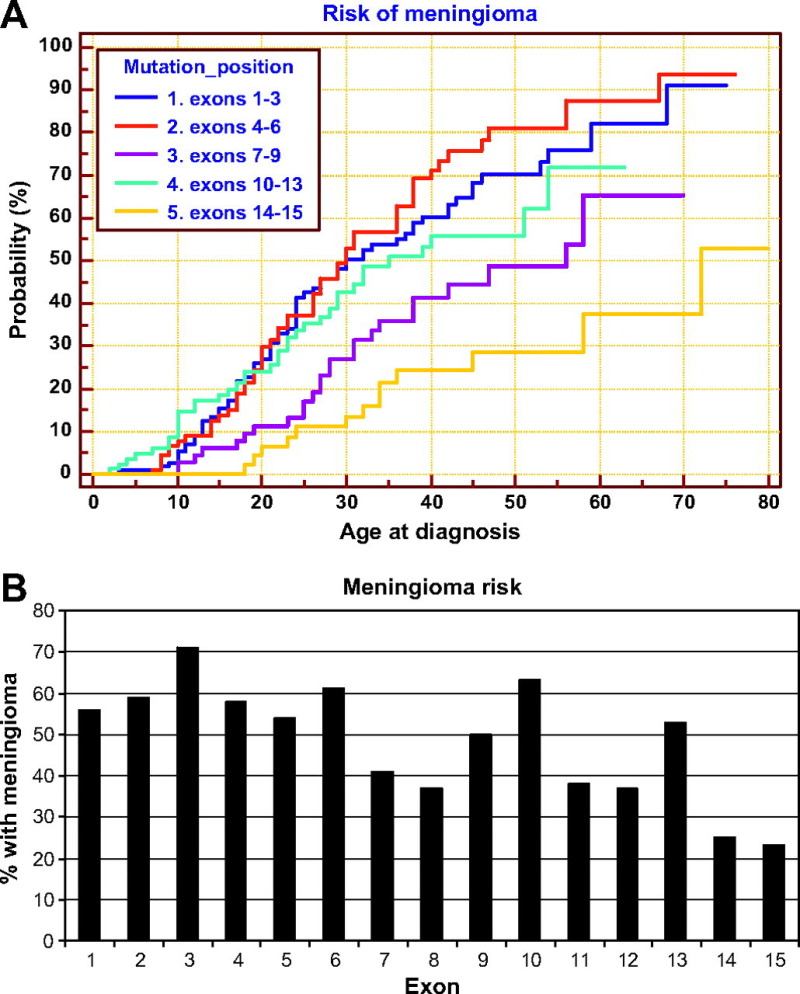 A
Risk of meningioma
Probability (%)
100
90
80
70
60
50
40
30
20
10
0
Mutation_position
1. exons 1-3
2. exons 4-6
3. exons 7-9
4. exons 10-13
5. exons 14-15
0 10 20 30 40 50 60 70 80
Age at diagnosis
B
Meningioma risk
% with meningioma
80
70
60
50
40
30
20
10
0
1 2 3 4 5 6 7 8 9 10 11 12 13 14 15
Exon